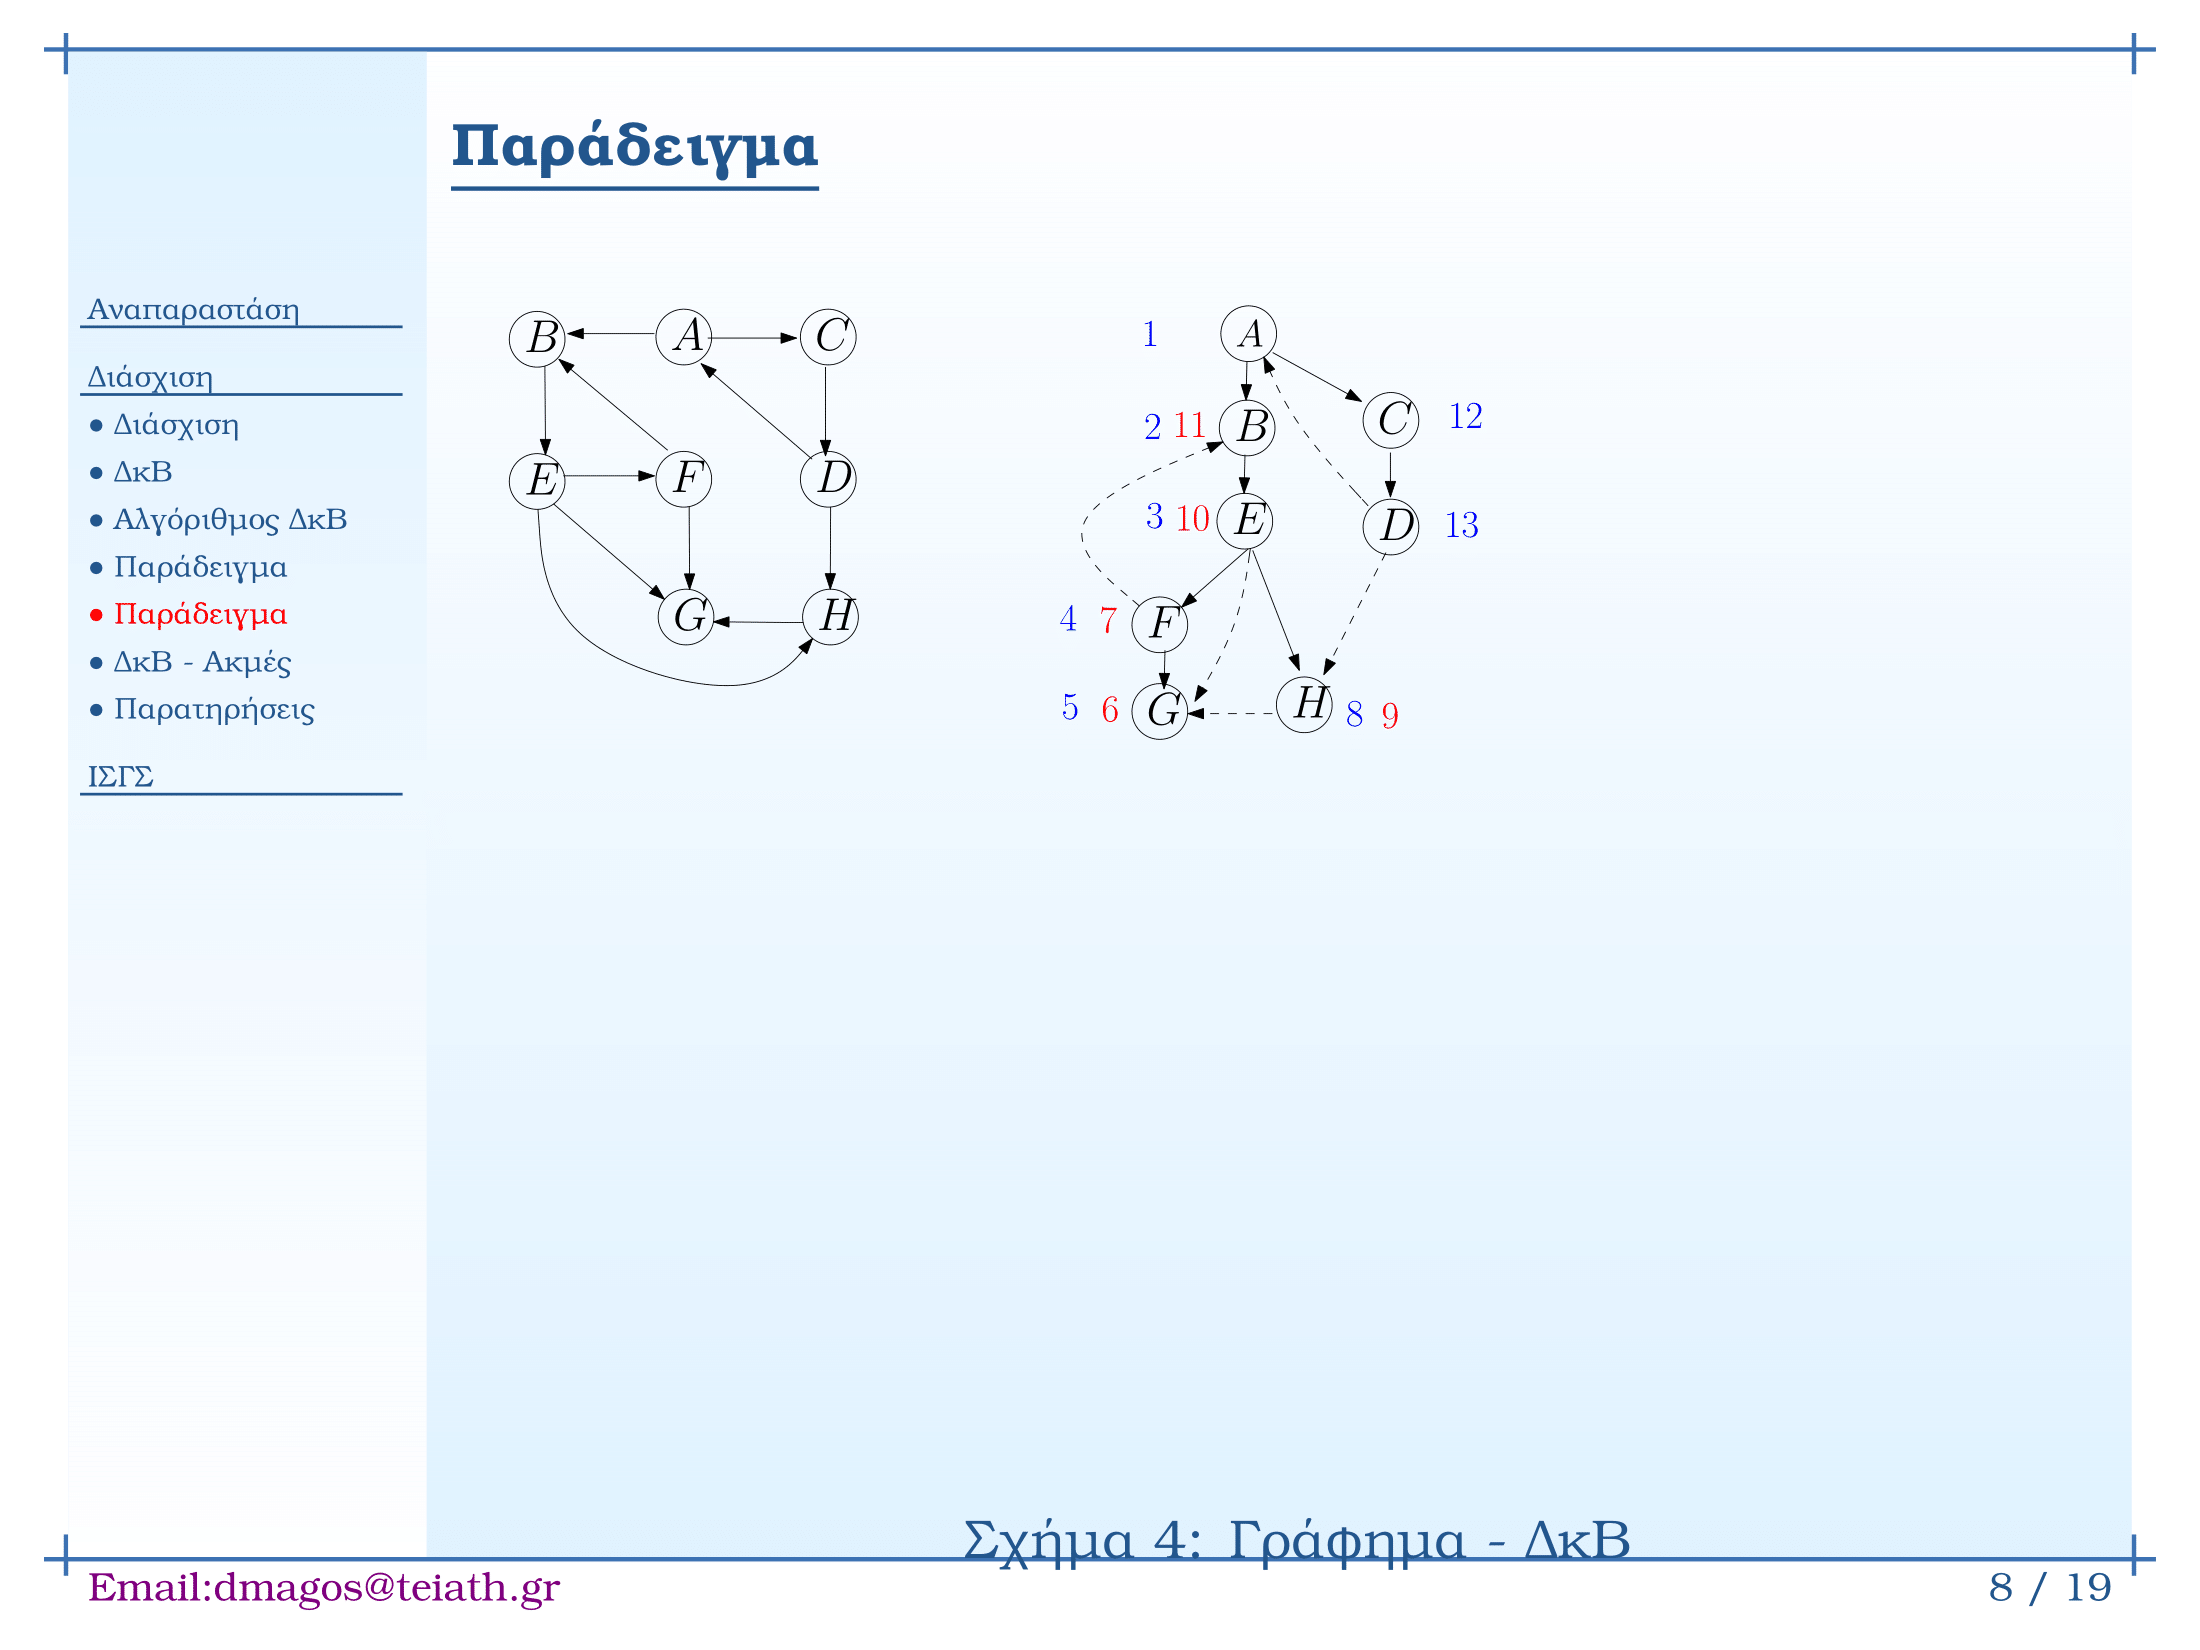 Παράδειγμα
Αναπαραστάση
Διάσχιση
• Διάσχιση
• ΔκΒ
• Αλγόριθμος ΔκΒ
• Παράδειγμα
• Παράδειγμα
• ΔκΒ - Ακμές
• Παρατηρήσεις
ΙΣΓΣ
B A C
E F D
G H
1 A
C 12
2 11 B
3 10 E
D 13
4 7 F
5 6 G
H 8 9
Σχήμα 4: Γράφημα - ΔκΒ
Email:dmagos@teiath.gr
8 / 19